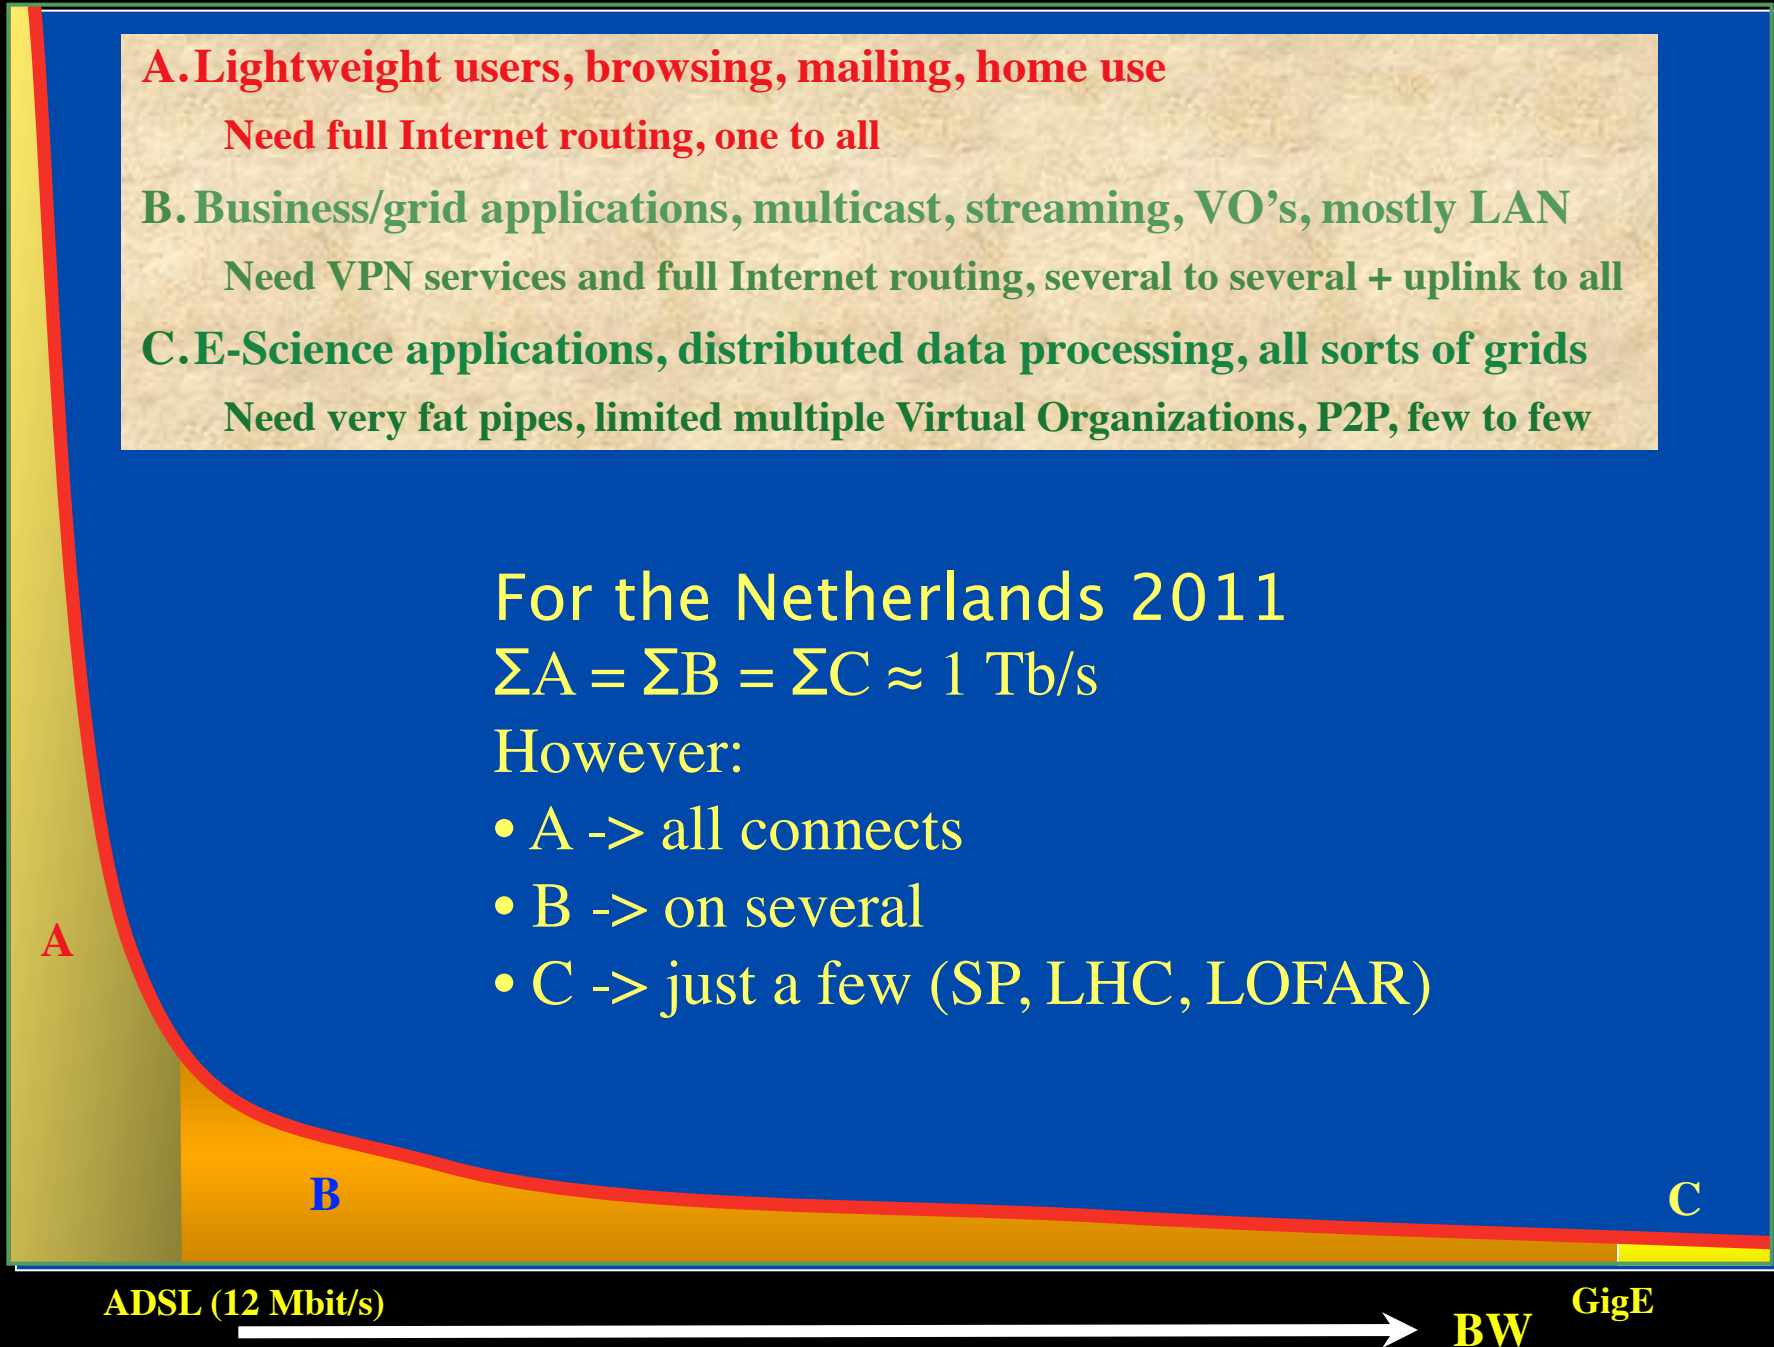 A. Lightweight users, browsing, mailing, home use
Need full Internet routing, one to all
B. Business/grid applications, multicast, streaming, VO’s, mostly LAN
Need VPN services and full Internet routing, several to several + uplink to all
C. E-Science applications, distributed data processing, all sorts of grids
Need very fat pipes, limited multiple Virtual Organizations, P2P, few to few
For the Netherlands 2011
ΣA = ΣB = ΣC ≈ 1 Tb/s
However:
• A -> all connects
• B -> on several
• C -> just a few (SP, LHC, LOFAR)
A
B
C
ADSL (12 Mbit/s)
BW
GigE